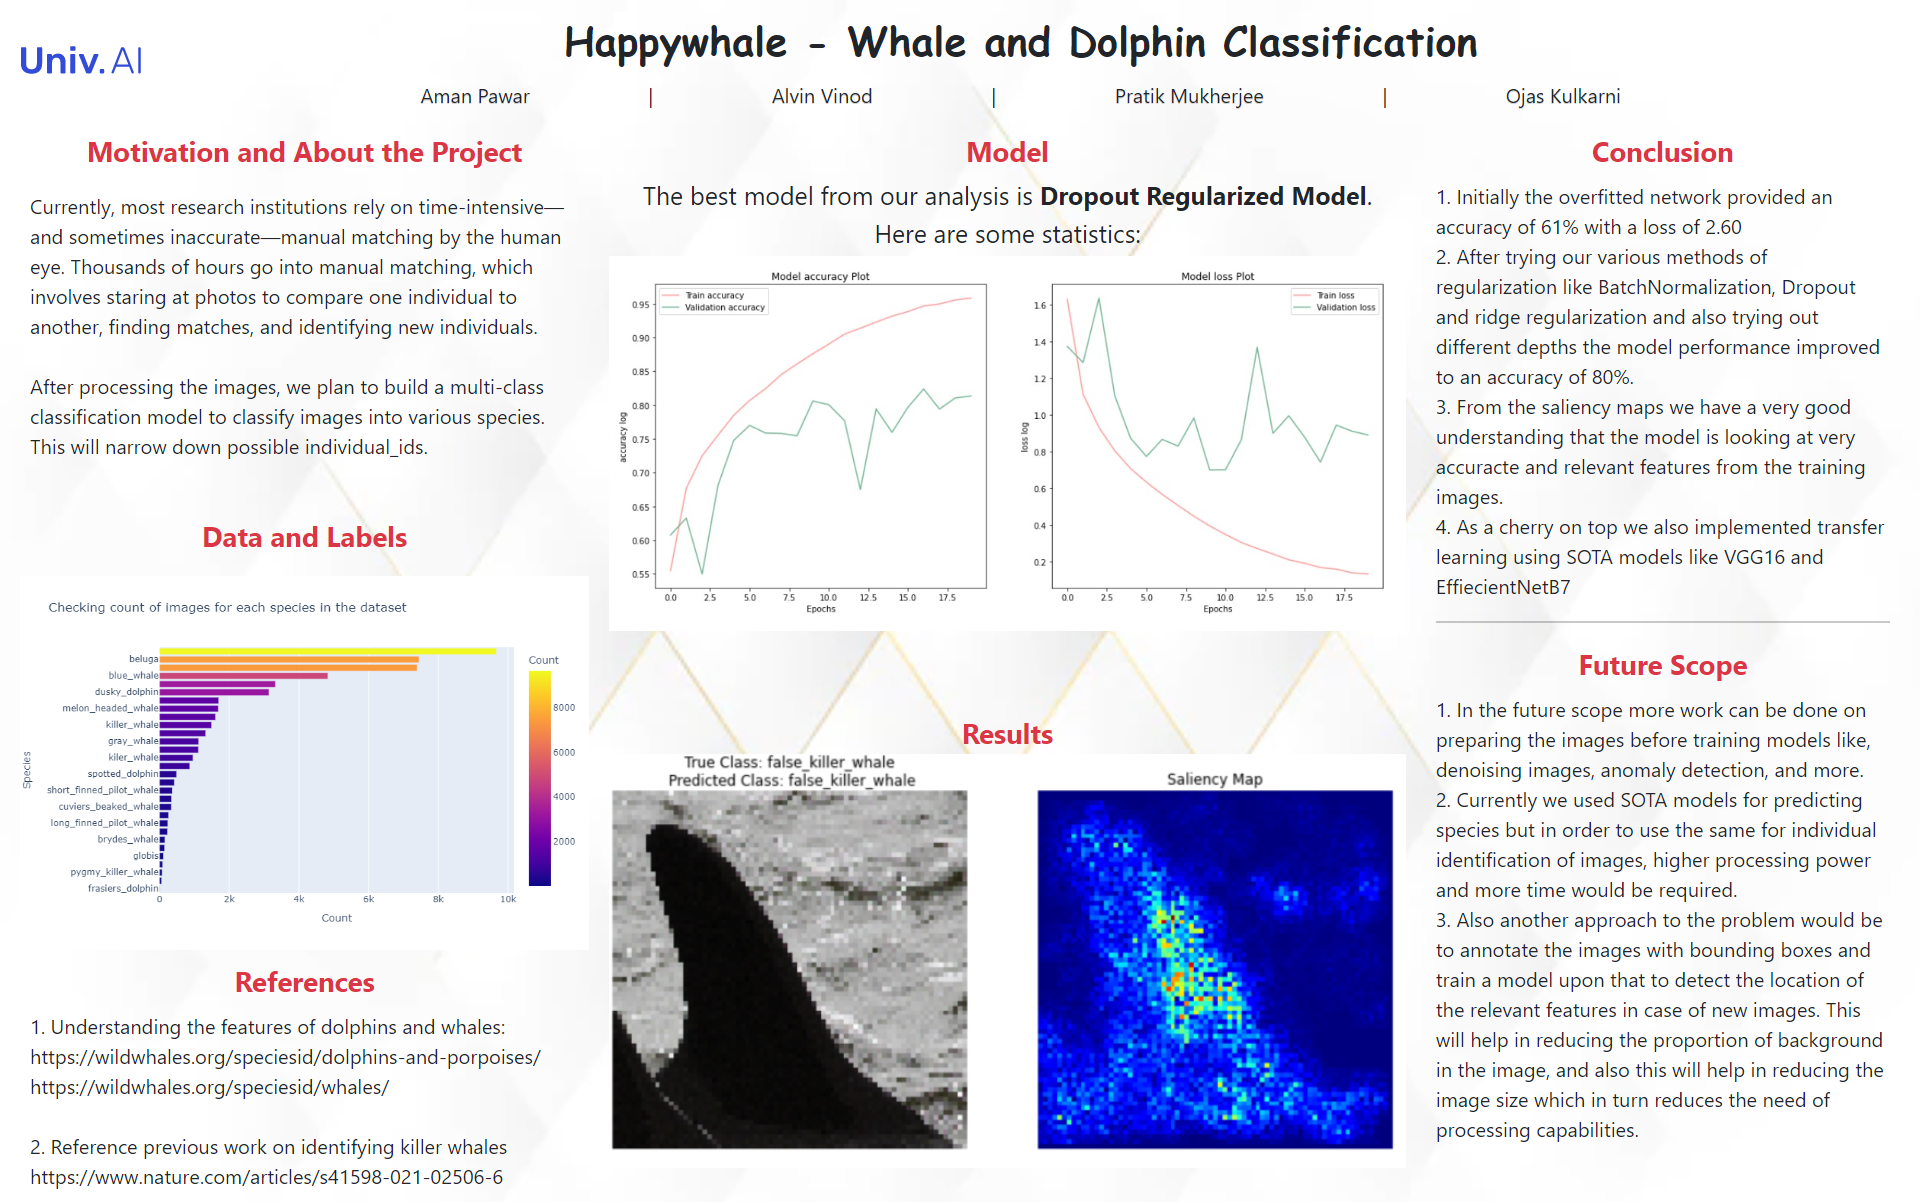 Happywhale - Whale and Dolphin Classification
Univ.AI
Aman Pawar | Alvin Vinod | Pratik Mukherjee | Ojas Kulkarni
Motivation and About the Project
Currently, most research institutions rely on time-intensive—
and sometimes inaccurate—manual matching by the human
eye. Thousands of hours go into manual matching, which
involves staring at photos to compare one individual to
another, finding matches, and identifying new individuals.
After processing the images, we plan to build a multi-class
classification model to classify images into various species.
This will narrow down possible individual_ids.
Data and Labels
Checking count of images for each species in the dataset
Species
beluga
blue_whale
dusky_dolphin
melon_headed_whale
killer_whale
gray_whale
kiler_whale
spotted_dolphin
short_finned_pilot_whale
cuviers_beaked_whale
long_finned_pilot_whale
brydes_whale
globis
pygmy_killer_whale
frasiers_dolphin
0 2k 4k 6k 8k 10k
Count
Count
8000
6000
4000
2000
References
1. Understanding the features of dolphins and whales:
https://wildwhales.org/speciesid/dolphins-and-porpoises/
https://wildwhales.org/speciesid/whales/
2. Reference previous work on identifying killer whales
https://www.nature.com/articles/s41598-021-02506-6
Model
The best model from our analysis is Dropout Regularized Model.
Here are some statistics:
Model accuracy Plot
Train accuracy
Validation accuracy
accuracy log
0.95
0.90
0.85
0.80
0.75
0.70
0.65
0.60
0.55
0.0 2.5 5.0 7.5 10.0 12.5 15.0 17.5
Epochs
Model loss Plot
Train loss
Validation loss
loss log
1.6
1.4
1.2
1.0
0.8
0.6
0.4
0.2
0.0 2.5 5.0 7.5 10.0 12.5 15.0 17.5
Epochs
Results
True Class: false_killer_whale
Predicted Class: false_killer_whale
Saliency Map
Conclusion
1. Initially the overfitted network provided an
accuracy of 61% with a loss of 2.60
2. After trying our various methods of
regularization like BatchNormalization, Dropout
and ridge regularization and also trying out
different depths the model performance improved
to an accuracy of 80%.
3. From the saliency maps we have a very good
understanding that the model is looking at very
accuracte and relevant features from the training
images.
4. As a cherry on top we also implemented transfer
learning using SOTA models like VGG16 and
EffiecientNetB7
Future Scope
1. In the future scope more work can be done on
preparing the images before training models like,
denoising images, anomaly detection, and more.
2. Currently we used SOTA models for predicting
species but in order to use the same for individual
identification of images, higher processing power
and more time would be required.
3. Also another approach to the problem would be
to annotate the images with bounding boxes and
train a model upon that to detect the location of
the relevant features in case of new images. This
will help in reducing the proportion of background
in the image, and also this will help in reducing the
image size which in turn reduces the need of
processing capabilities.